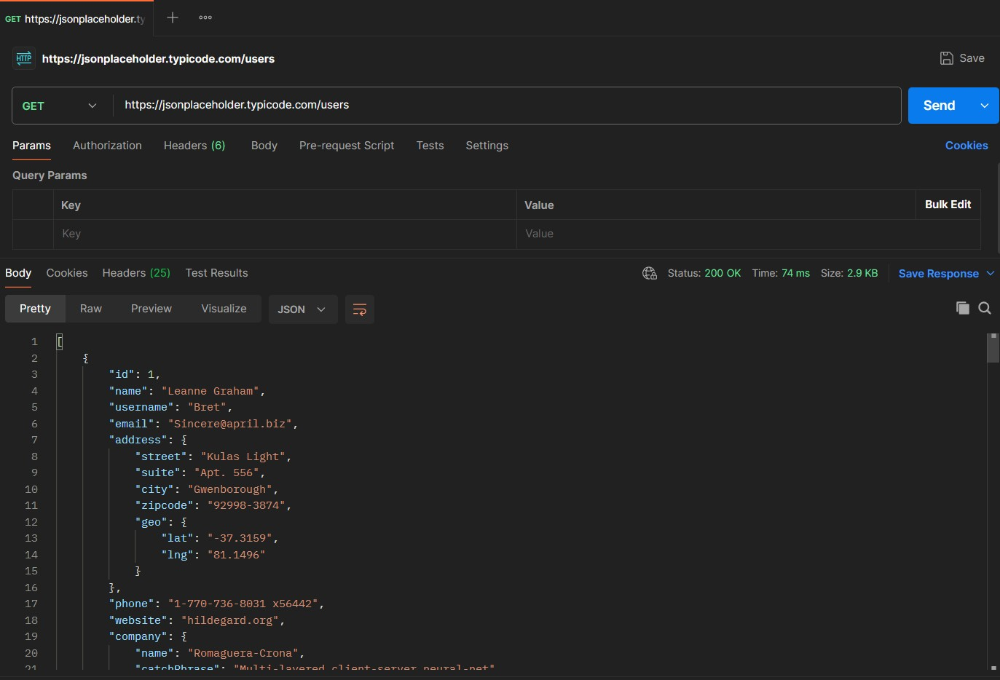 GET https://jsonplaceholder.ty
HTTP https://jsonplaceholder.typicode.com/users
Save
GET https://jsonplaceholder.typicode.com/users
Send
Params Authorization Headers (6) Body Pre-request Script Tests Settings Cookies
Query Params
Key Value Bulk Edit
Key Value
Body Cookies Headers (25) Test Results Status: 200 OK Time: 74 ms Size: 2.9 KB Save Response
Pretty Raw Preview Visualize JSON
1 [
2 {
3 "id": 1,
4 "name": "Leanne Graham",
5 "username": "Bret",
6 "email": "Sincere@april.biz",
7 "address": {
8 "street": "Kulas Light",
9 "suite": "Apt. 556",
10 "city": "Gwenborough",
11 "zipcode": "92998-3874",
12 "geo": {
13 "lat": "-37.3159",
14 "lng": "81.1496"
15 }
16 },
17 "phone": "1-770-736-8031 x56442",
18 "website": "hildegard.org",
19 "company": {
20 "name": "Romaguera-Crona",
21 "catchPhrase": "Multi-layered client-server neural-net"